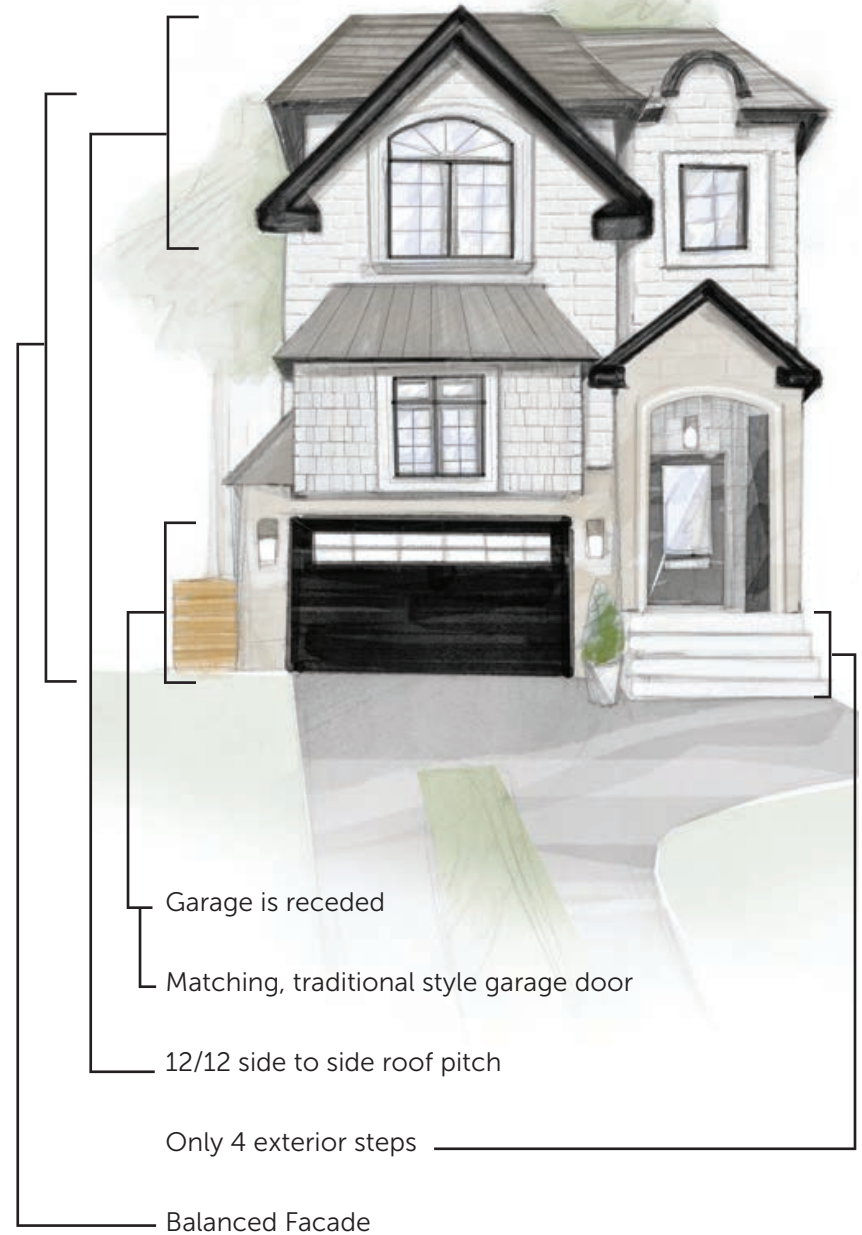 Garage is receded
Matching, traditional style garage door
12/12 side to side roof pitch
Only 4 exterior steps
Balanced Facade